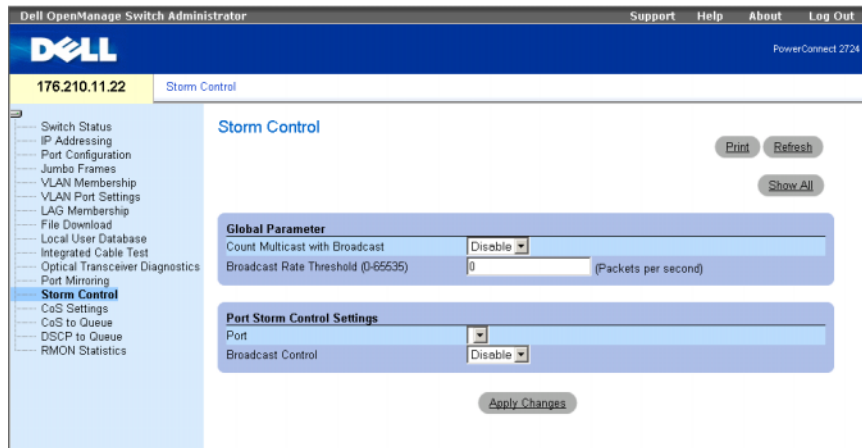 Dell OpenManage Switch Administrator
Support Help About Log Out
DELL
PowerConnect 2724
176.210.11.22
Storm Control
Switch Status
IP Addressing
Port Configuration
Jumbo Frames
VLAN Membership
VLAN Port Settings
LAG Membership
File Download
Local User Database
Integrated Cable Test
Optical Transceiver Diagnostics
Port Mirroring
Storm Control
CoS Settings
CoS to Queue
DSCP to Queue
RMON Statistics
Storm Control
Print Refresh
Show All
Global Parameter
Count Multicast with Broadcast Disable
Broadcast Rate Threshold (0-65535) 0 (Packets per second)
Port Storm Control Settings
Port
Broadcast Control Disable
Apply Changes